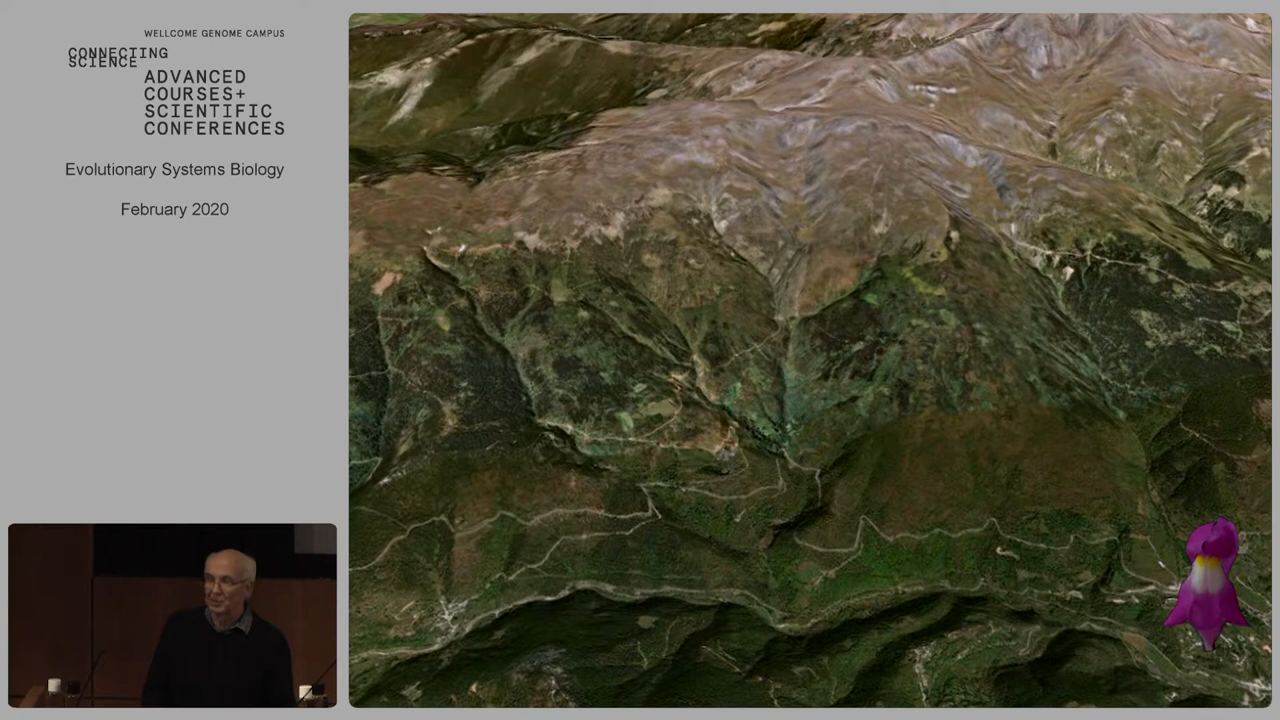 WELLCOME GENOME CAMPUS
CONNECTING
SCIENCE
ADVANCED
COURSES+
SCIENTIFIC
CONFERENCES
Evolutionary Systems Biology
February 2020